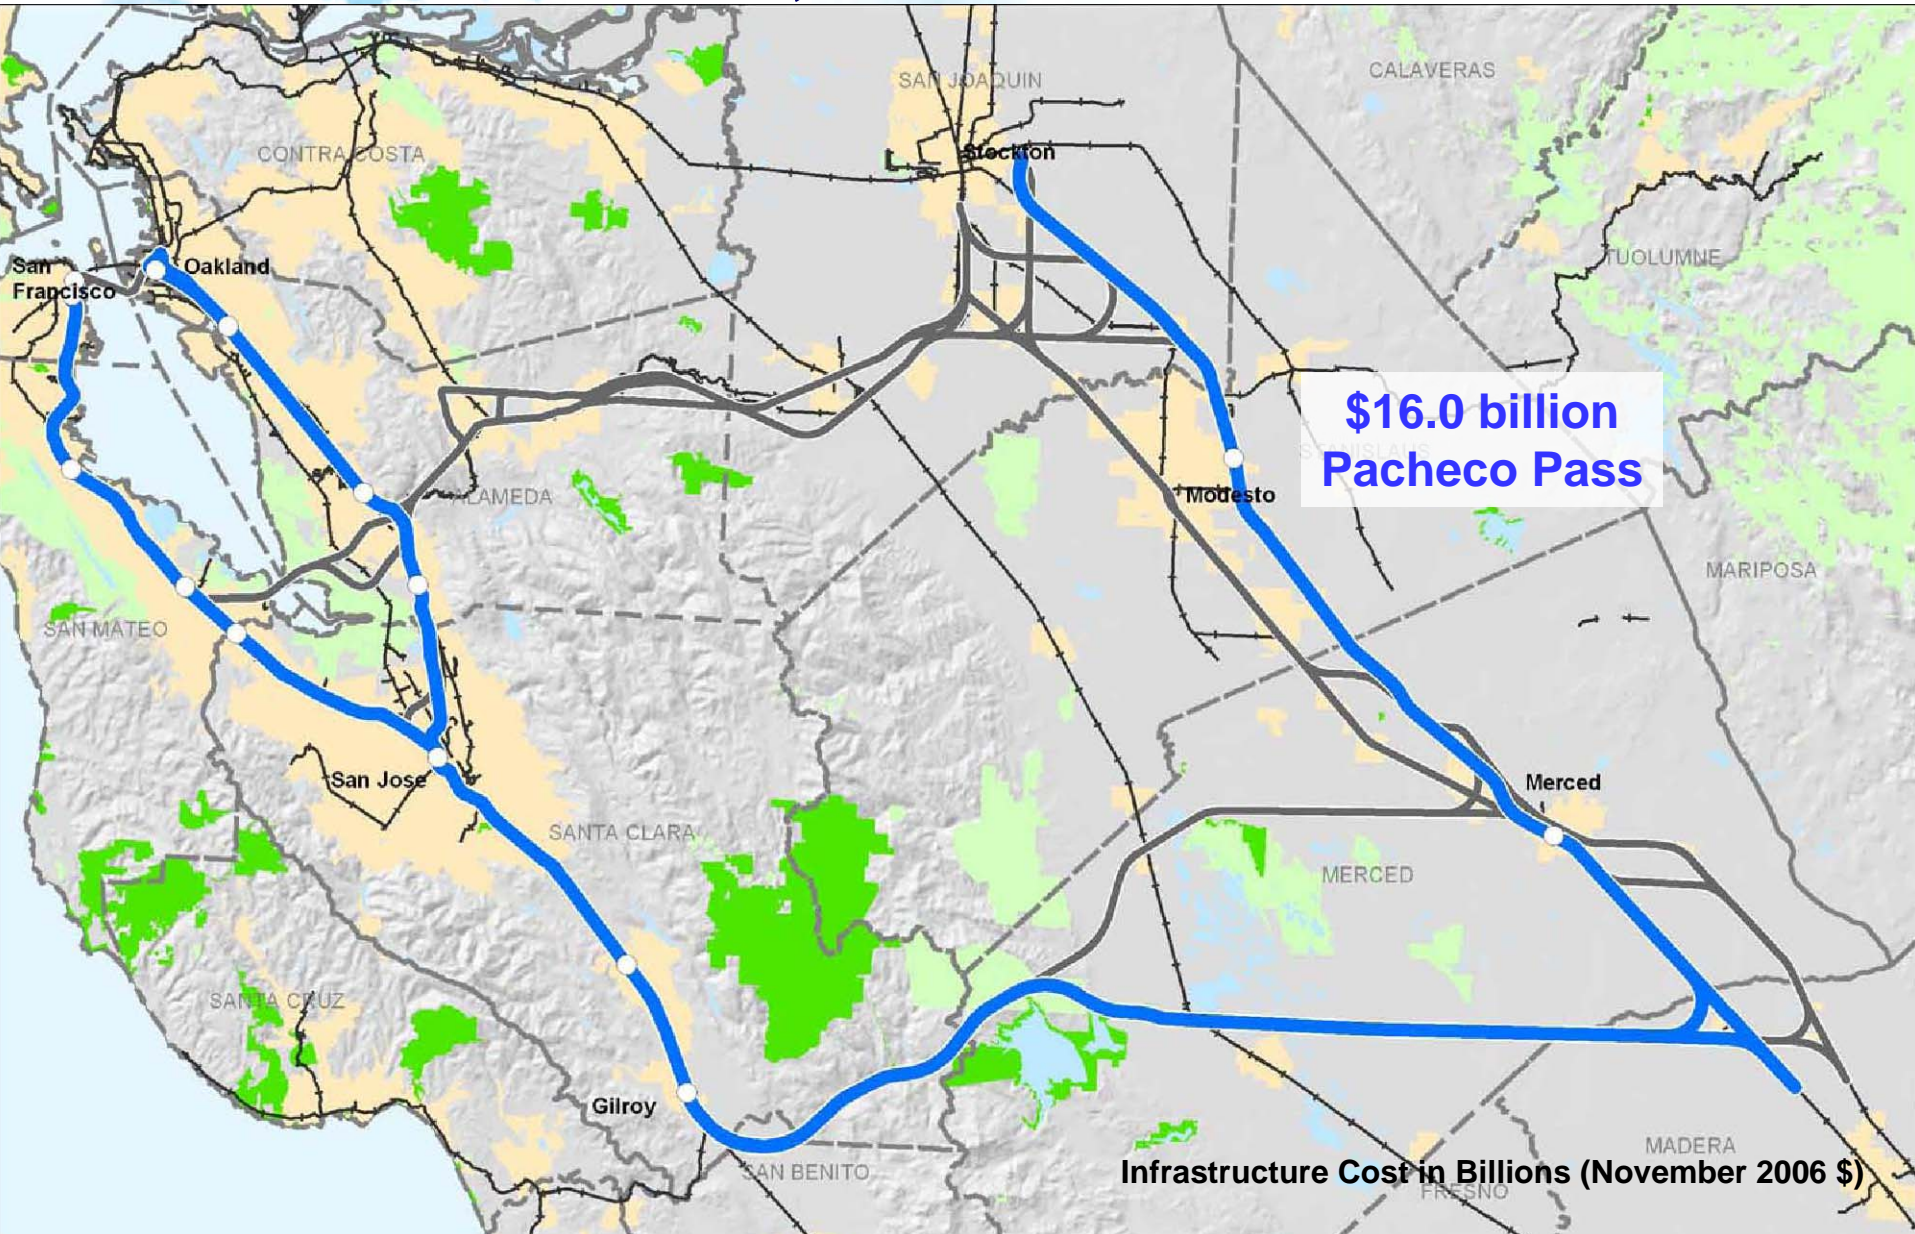 SAN JOAQUIN
CALAVERAS
CONTRA COSTA
Stockton
San
Francisco
Oakland
TUOLUMNE
$16.0 billion
Pacheco Pass
STANISLAUS
ALAMEDA
Modesto
MARIPOSA
SAN MATEO
San Jose
Merced
SANTA CLARA
MERCED
SANTA CRUZ
Gilroy
SAN BENITO
MADERA
Infrastructure Cost in Billions (November 2006 $)
FRESNO